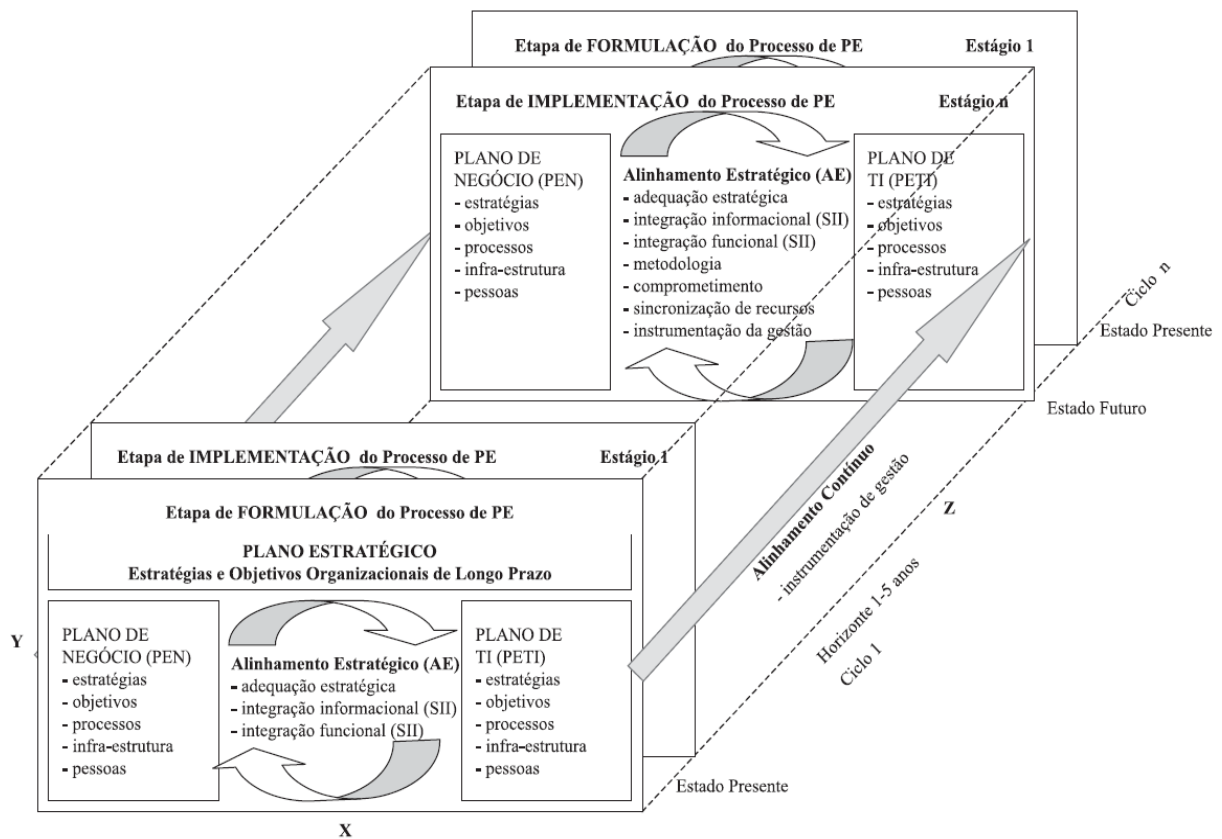 Etapa de FORMULAÇÃO do Processo de PE Estágio 1
Etapa de IMPLEMENTAÇÃO do Processo de PE Estágio n
PLANO DE
NEGÓCIO (PEN)
- estratégias
- objetivos
- processos
- infra-estrutura
- pessoas
Alinhamento Estratégico (AE)
- adequação estratégica
- integração informacional (SII)
- integração funcional (SII)
- metodologia
- comprometimento
- sincronização de recursos
- instrumentação da gestão
PLANO DE
TI (PETI)
- estratégias
- objetivos
- processos
- infra-estrutura
- pessoas
Ciclo n
Estado Presente
Estado Futuro
Etapa de IMPLEMENTAÇÃO do Processo de PE Estágio 1
Etapa de FORMULAÇÃO do Processo de PE
PLANO ESTRATÉGICO
Estratégias e Objetivos Organizacionais de Longo Prazo
PLANO DE
NEGÓCIO (PEN)
- estratégias
- objetivos
- processos
- infra-estrutura
- pessoas
Alinhamento Estratégico (AE)
- adequação estratégica
- integração informacional (SII)
- integração funcional (SII)
PLANO DE
TI (PETI)
- estratégias
- objetivos
- processos
- infra-estrutura
- pessoas
Alinhamento Contínuo
- instrumentação de gestão
Z
Horizonte 1-5 anos
Ciclo 1
Estado Presente
Y
X